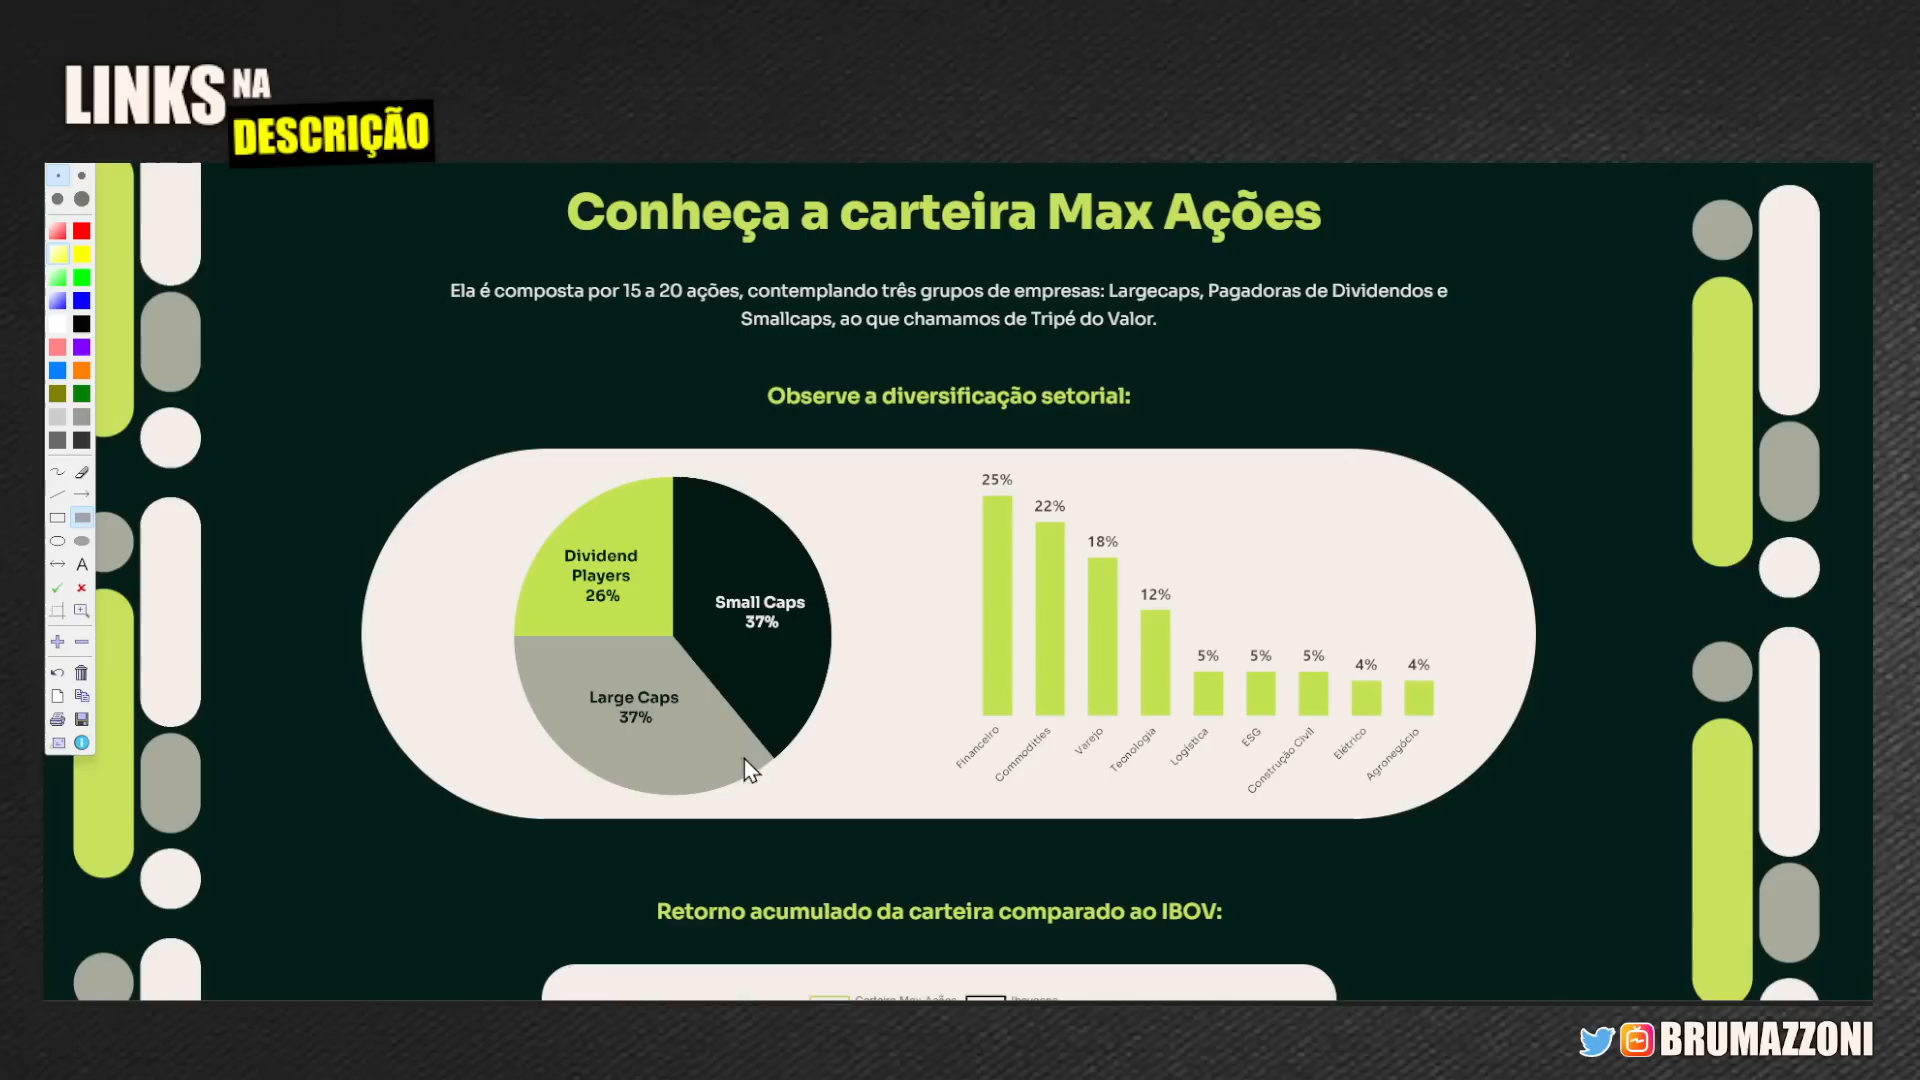 LINKS NA
DESCRIÇÃO
Conheça a carteira Max Ações
Ela é composta por 15 a 20 ações, contemplando três grupos de empresas: Largecaps, Pagadoras de Dividendos e
Smallcaps, ao que chamamos de Tripé do Valor.
Observe a diversificação setorial:
Dividend
Players
26%
Small Caps
37%
Large Caps
37%
25%
22%
18%
12%
5%
5%
5%
4%
4%
Financeiro
Commodities
Varejo
Tecnologia
Logística
ESG
Construção Civil
Elétrico
Agronegócio
A
Retorno acumulado da carteira comparado ao IBOV:
BRUMAZZONI